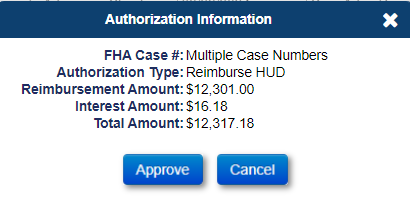 Authorization Information
FHA Case #: Multiple Case Numbers
Authorization Type: Reimburse HUD
Reimbursement Amount: $12,301.00
Interest Amount: $16.18
Total Amount: $12,317.18
Approve Cancel